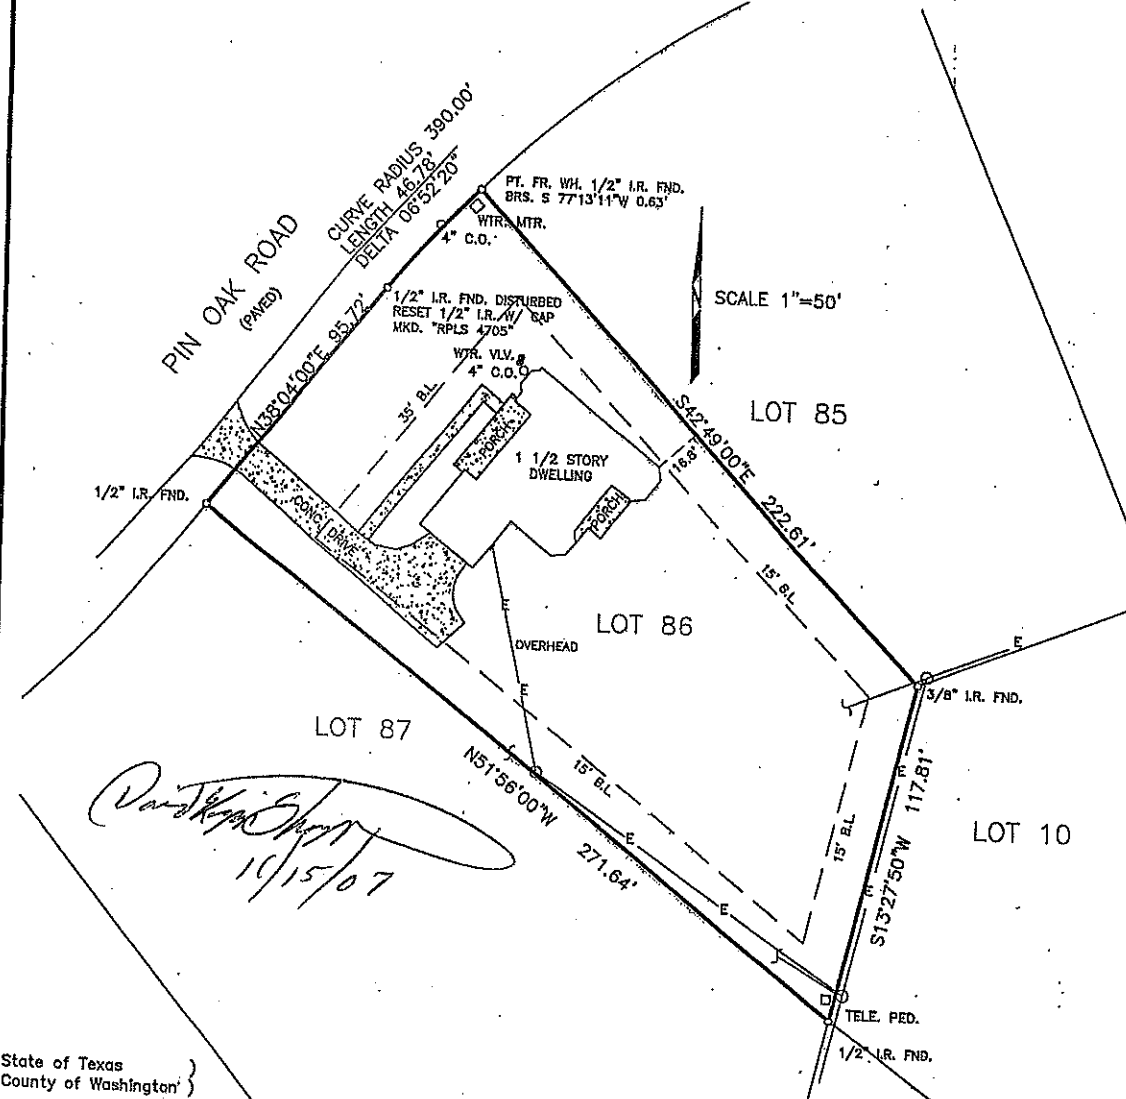 CURVE RADIUS 390.00'
LENGTH 46.78'
DELTA 06°52'20"
PT. FR. WH. 1/2" I.R. FND.
BRS. S 77°13'11"W 0.63'
WTR. MTR.
4" C.O.
PIN OAK ROAD
(PAVED)
N38°04'00"E 95.72'
1/2" I.R. FND. DISTURBED
RESET 1/2" I.R. W/ CAP
MKD. "RPLS 4705"
SCALE 1"=50'
WTR. VLV.
4" C.O.
35' B.L.
S42°49'00"E 222.61'
LOT 85
PORCH
1 1/2 STORY
DWELLING
16.8'
1/2" I.R. FND.
CONC. DRIVE
PORCH
15' B.L.
E
LOT 86
OVERHEAD
E
E
3/8" I.R. FND.
LOT 87
N51°56'00"W 271.64'
15' B.L.
E
S13°27'50"W 117.81'
15' B.L.
LOT 10
E
E
E
11/15/07
TELE. PED.
1/2" I.R. FND.
State of Texas }
County of Washington }